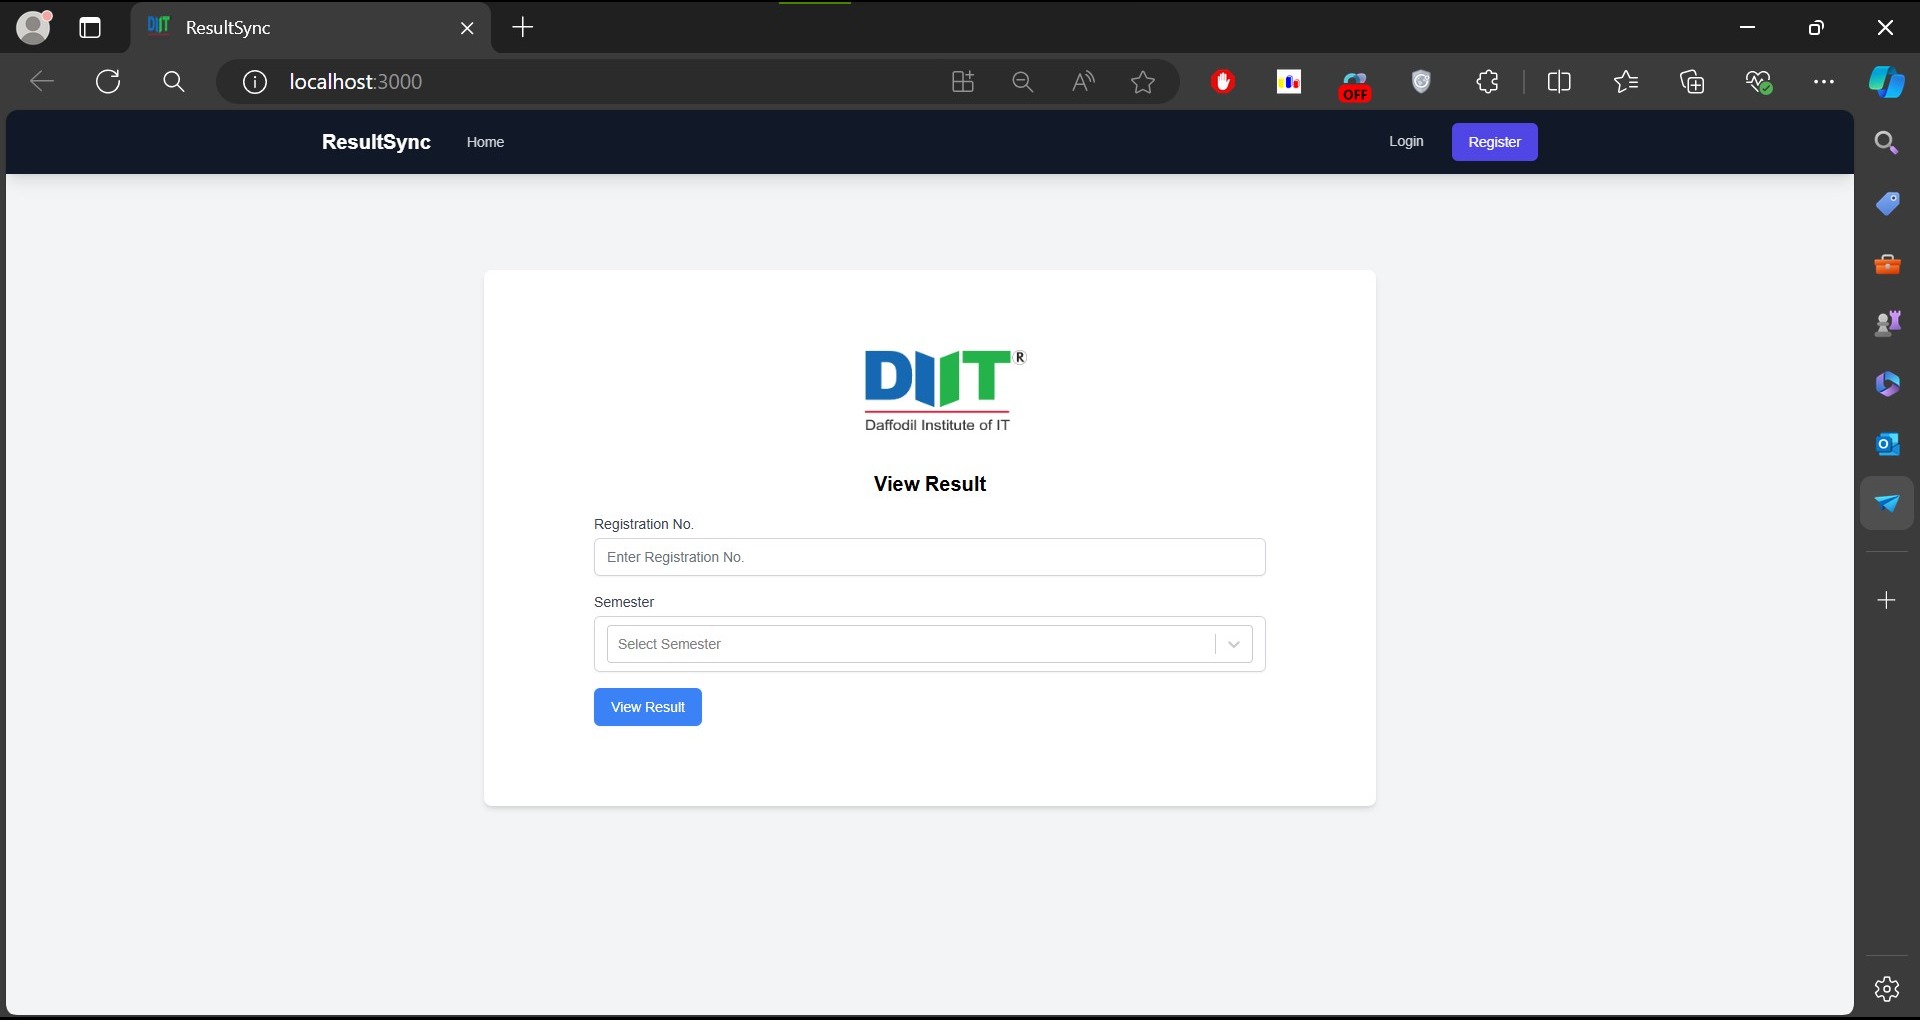 DIIT ResultSync
localhost:3000
OFF
ResultSync Home Login Register
DIIT ®
Daffodil Institute of IT
View Result
Registration No.
Enter Registration No.
Semester
Select Semester
View Result